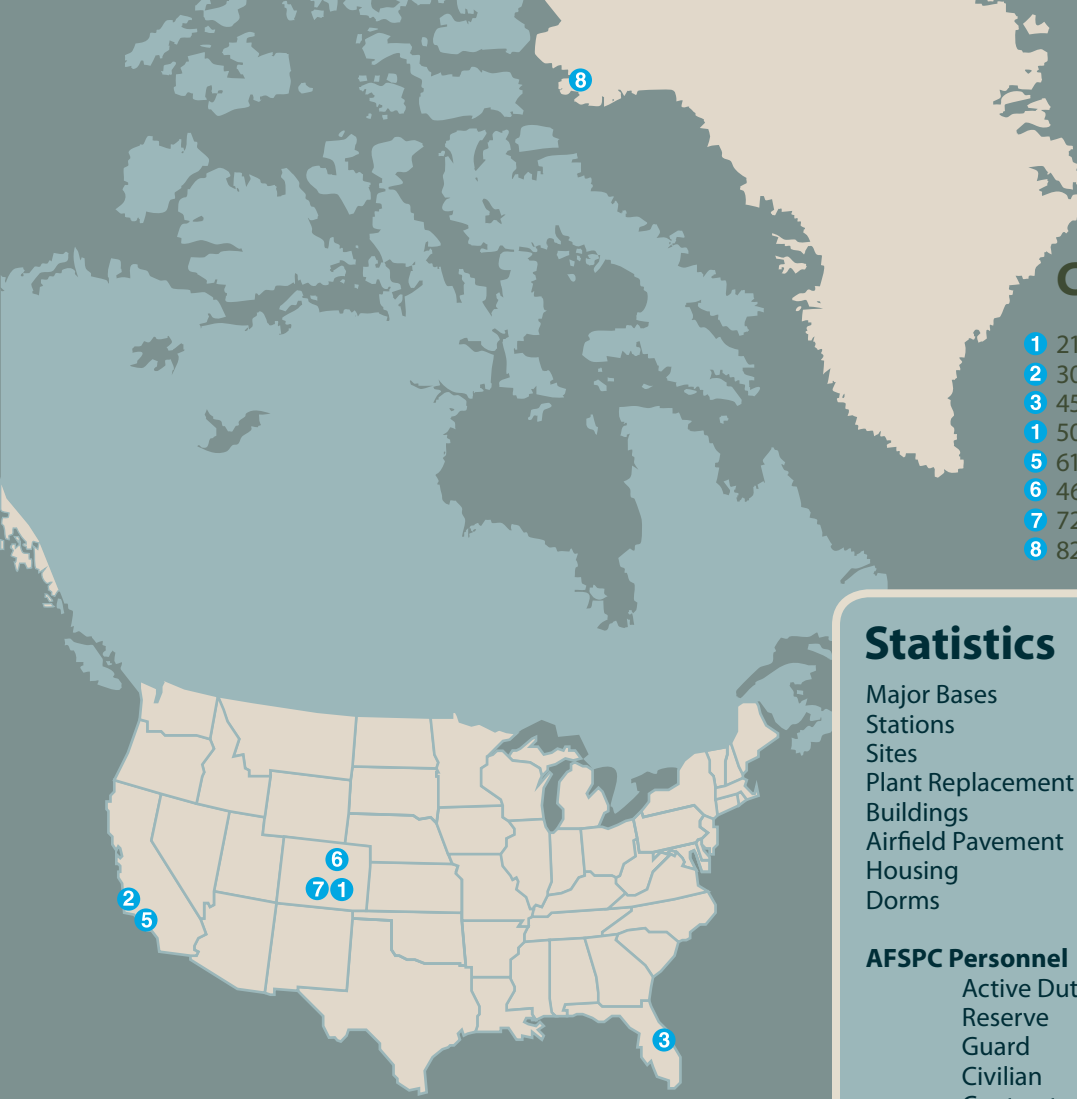 8
C
1 21
2 30
3 45
1 50
5 61
6 46
7 72
8 82
Statistics
Major Bases
Stations
Sites
Plant Replacement
Buildings
Airfield Pavement
Housing
Dorms
AFSPC Personnel
Active Dut
Reserve
Guard
Civilian
6
7 1
2
5
3